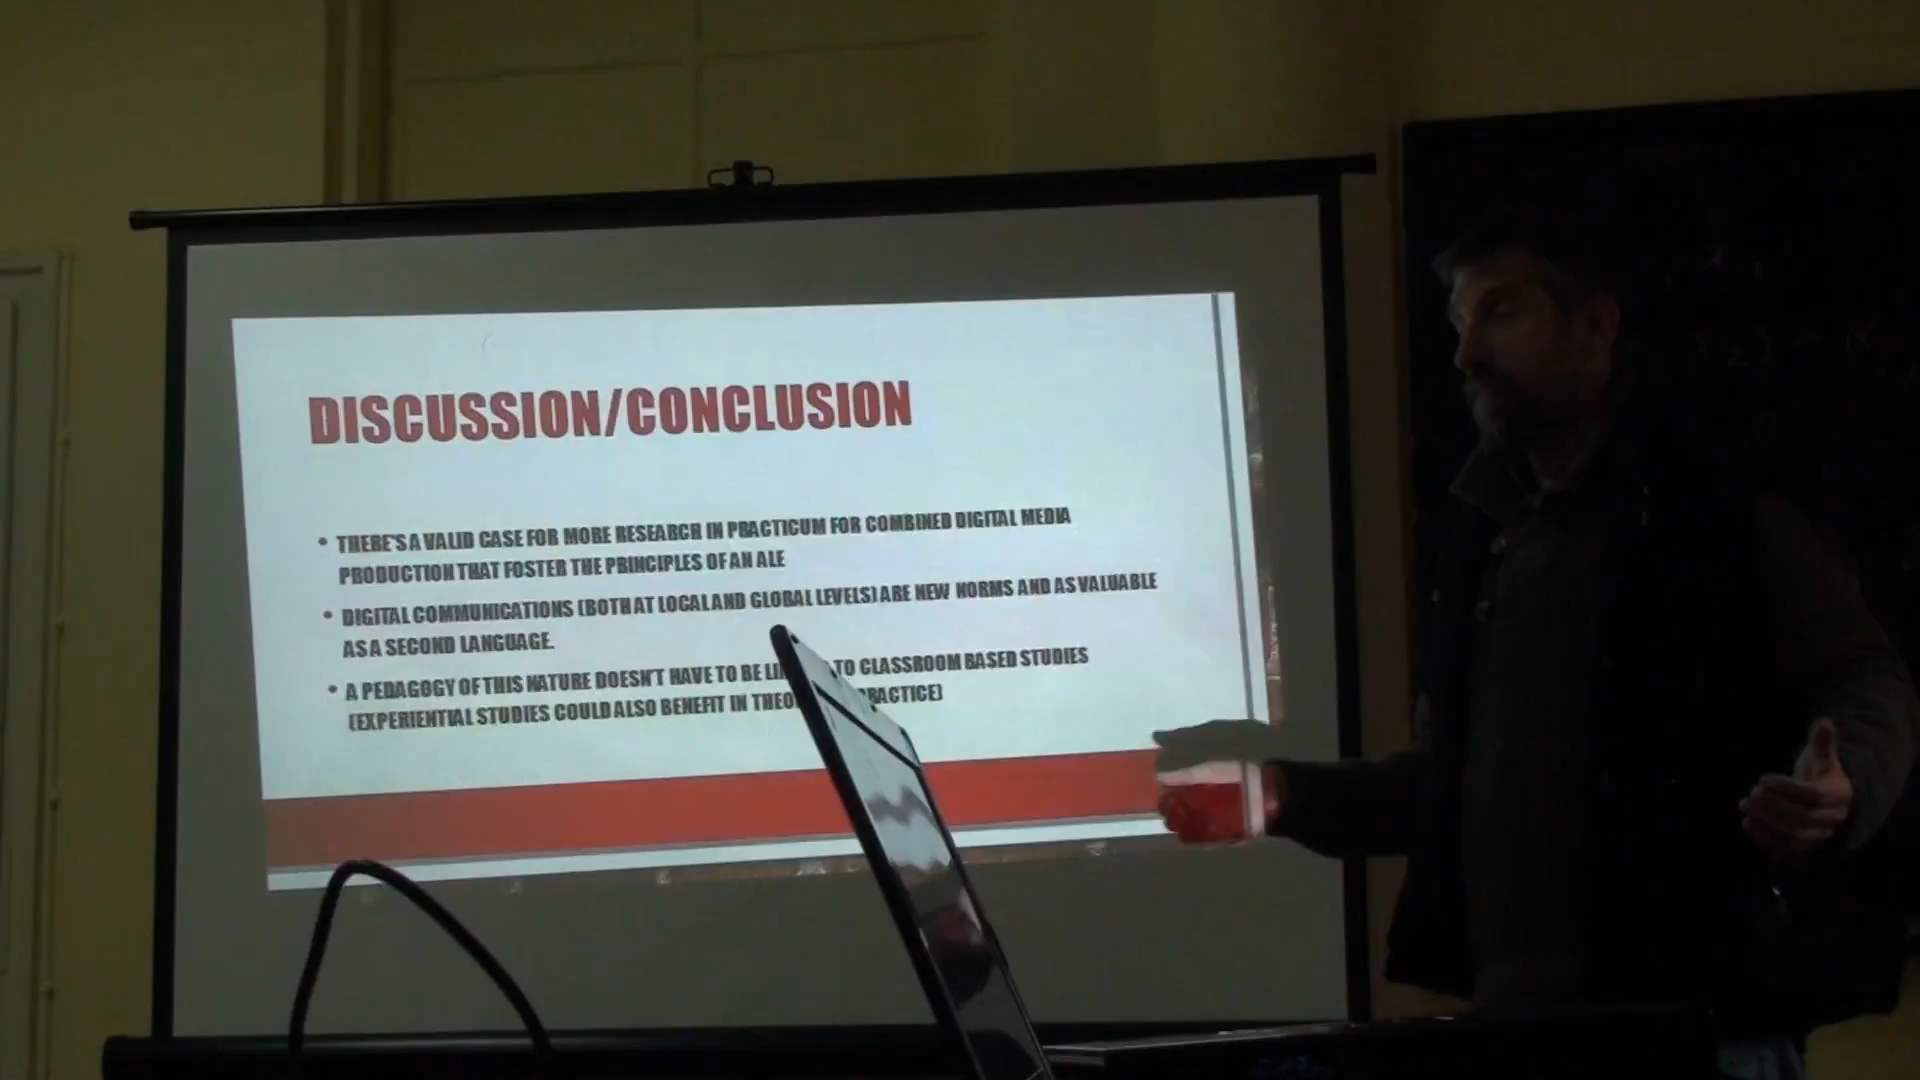 DISCUSSION/CONCLUSION
• THERE'S A VALID CASE FOR MORE RESEARCH IN PRACTICUM FOR COMBINED DIGITAL MEDIA
PRODUCTION THAT FOSTER THE PRINCIPLES OF AN ALE
• DIGITAL COMMUNICATIONS (BOTH AT LOCAL AND GLOBAL LEVELS) ARE NEW NORMS AND AS VALUABLE
AS A SECOND LANGUAGE.
• A PEDAGOGY OF THIS NATURE DOESN'T HAVE TO BE TO CLASSROOM BASED STUDIES
(EXPERIENTIAL STUDIES COULD ALSO BENEFIT IN PRACTICE)